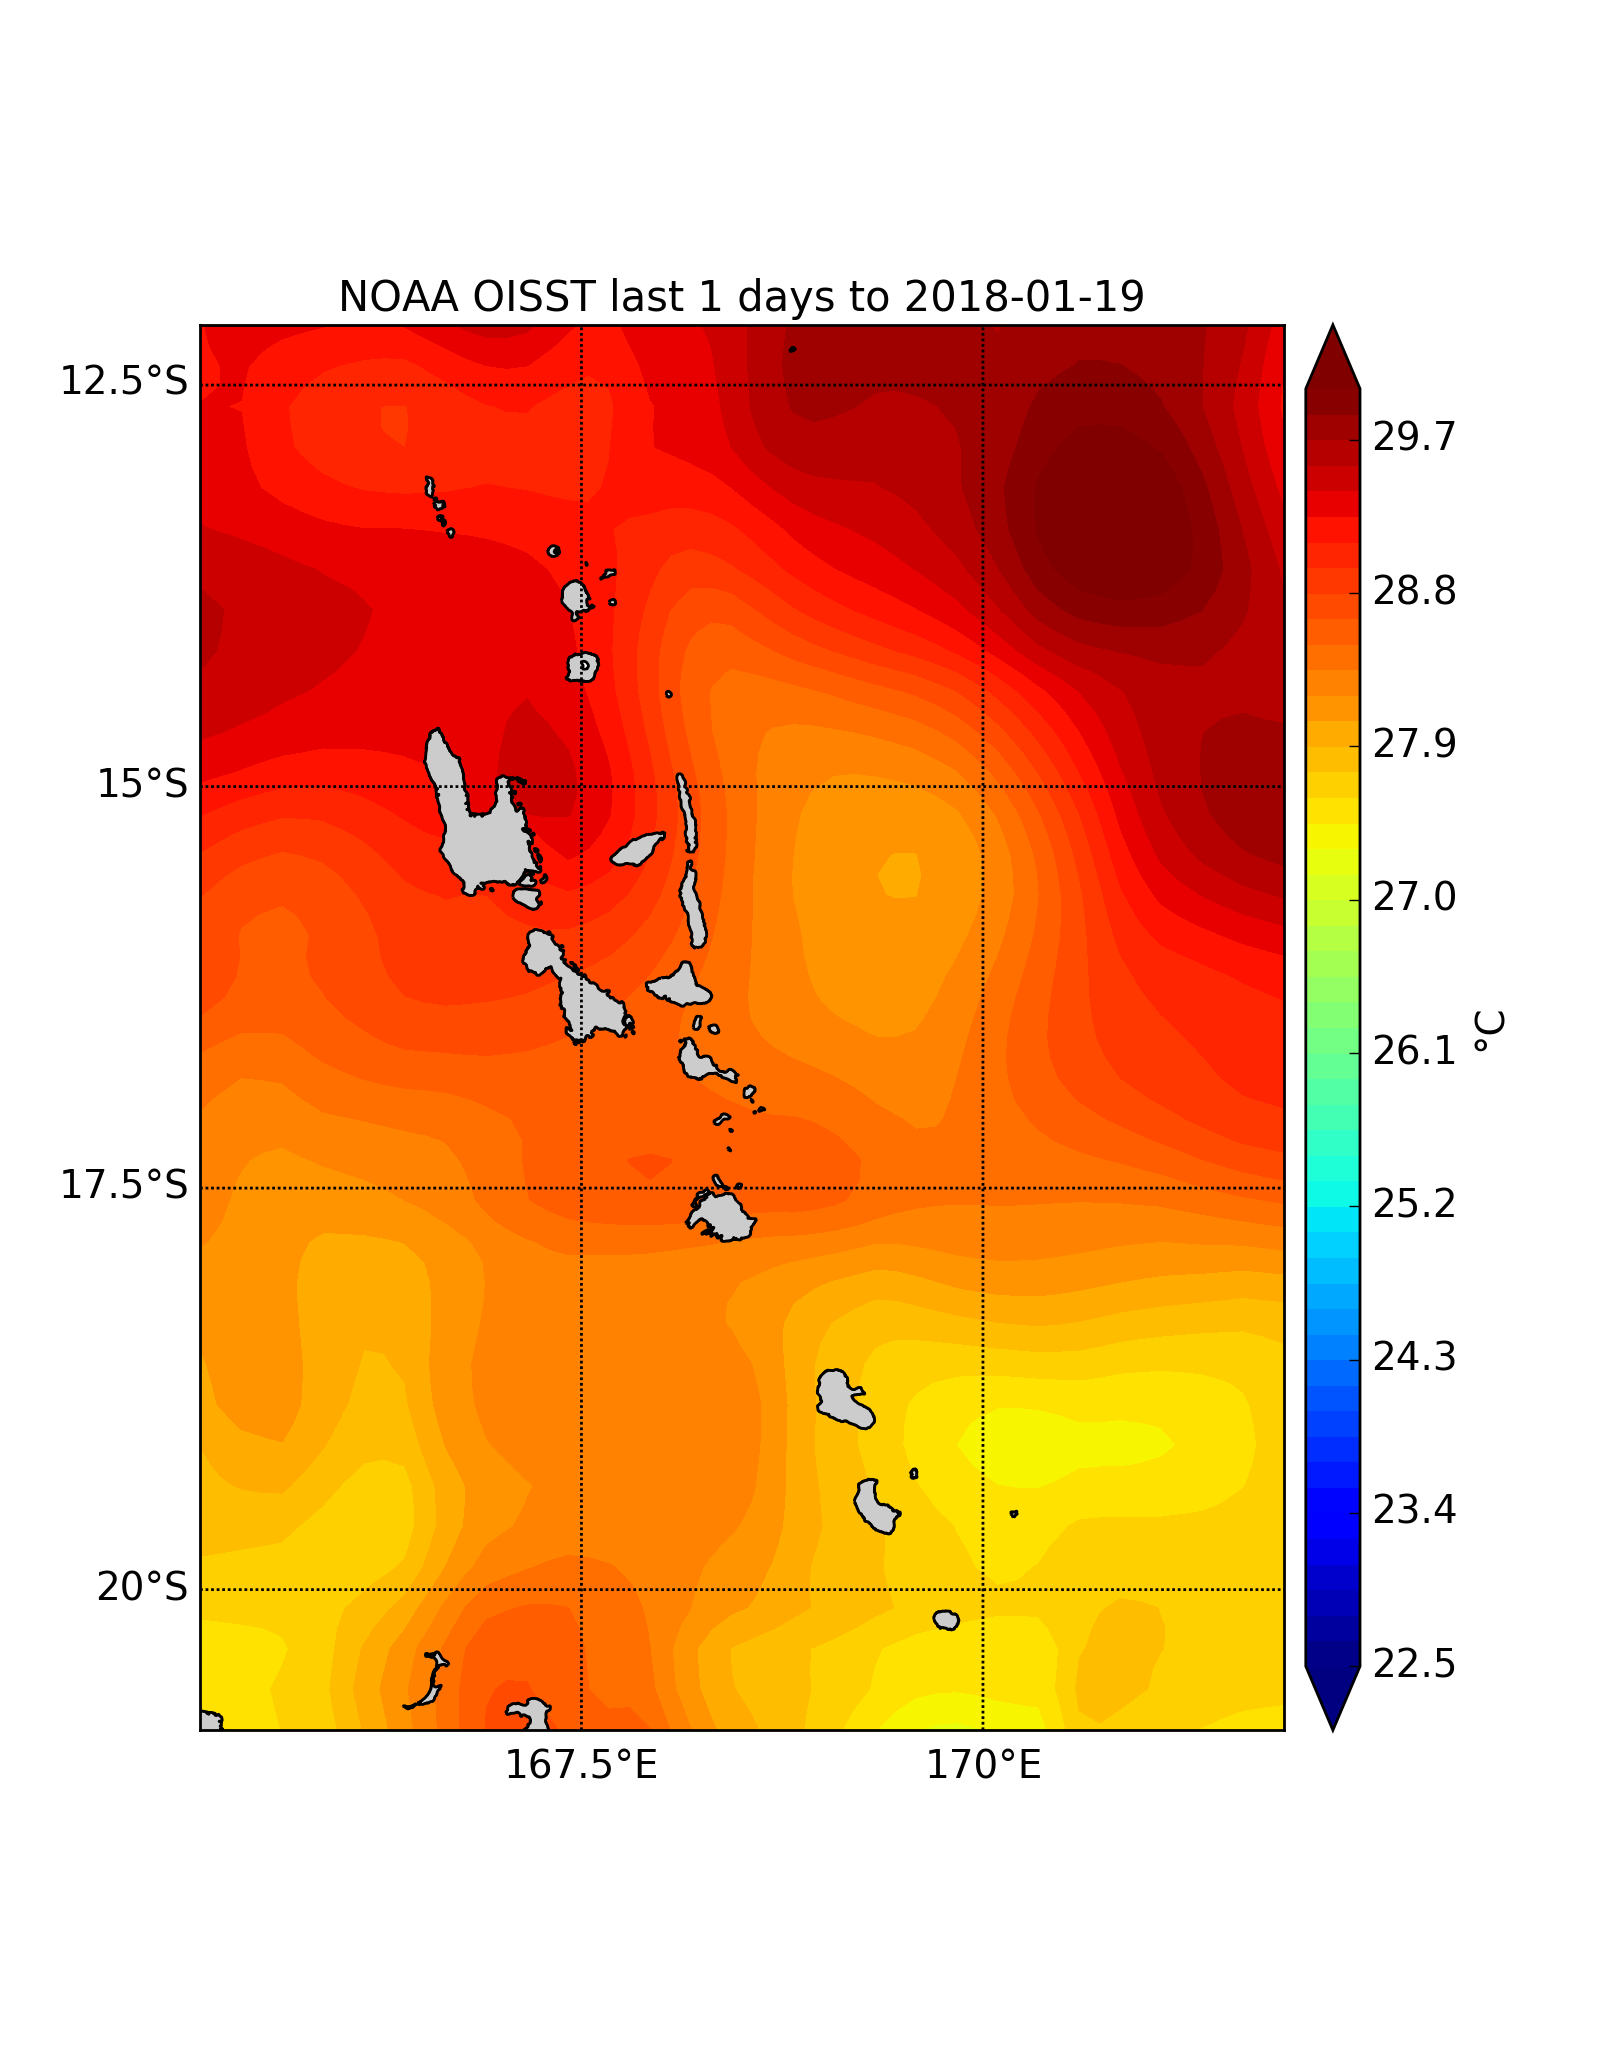 NOAA OISST last 1 days to 2018-01-19
12.5°S
15°S
17.5°S
20°S
167.5°E
170°E
29.7
28.8
27.9
27.0
26.1
25.2
24.3
23.4
22.5
°C